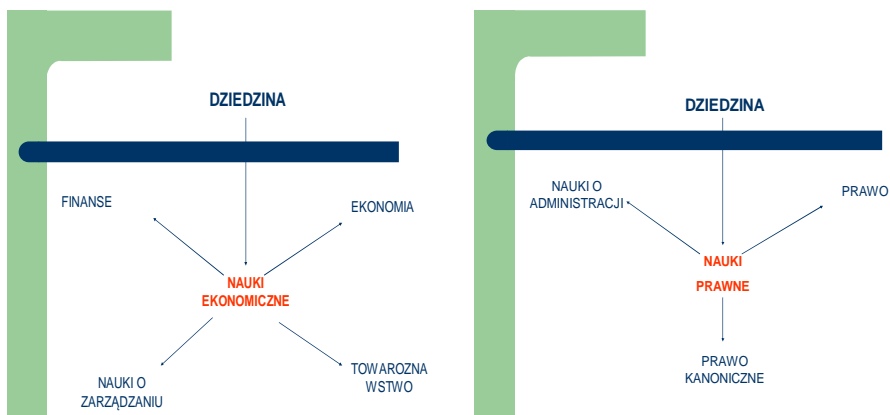 DZIEDZINA
FINANSE
EKONOMIA
NAUKI
EKONOMICZNE
NAUKI O
ZARZĄDZANIU
TOWAROZNA
WSTWO
DZIEDZINA
NAUKI O
ADMINISTRACJI
PRAWO
NAUKI
PRAWNE
PRAWO
KANONICZNE